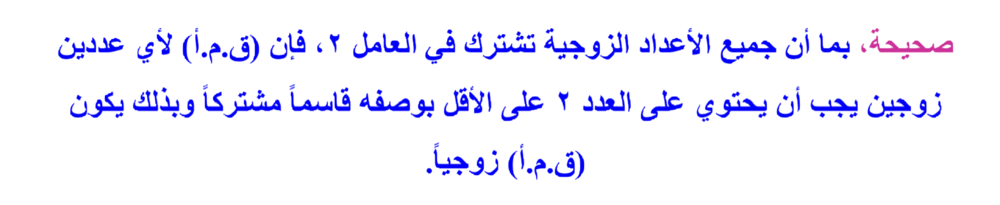 صحيحة، بما أن جميع الأعداد الزوجية تشترك في العامل ٢ ، فإن (ق.م.أ) لأي عددين
زوجين يجب أن يحتوي على العدد ٢ على الأقل بوصفه قاسماً مشتركاً وبذلك يكون
(ق.م.أ) زوجياً.